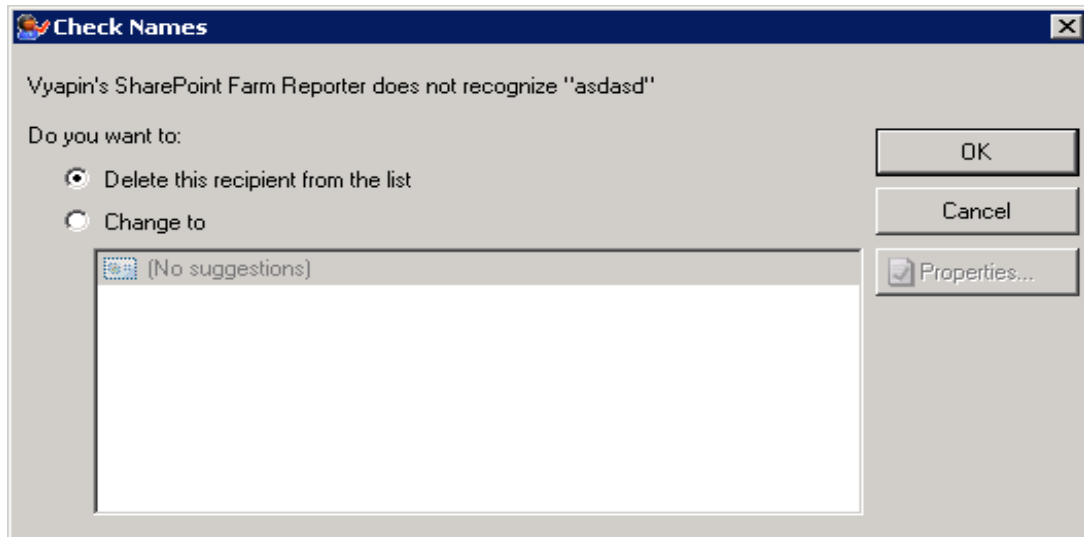 Check Names
Vyapin's SharePoint Farm Reporter does not recognize "asdasd"
Do you want to:
OK
Delete this recipient from the list
Cancel
Change to
(No suggestions)
Properties...